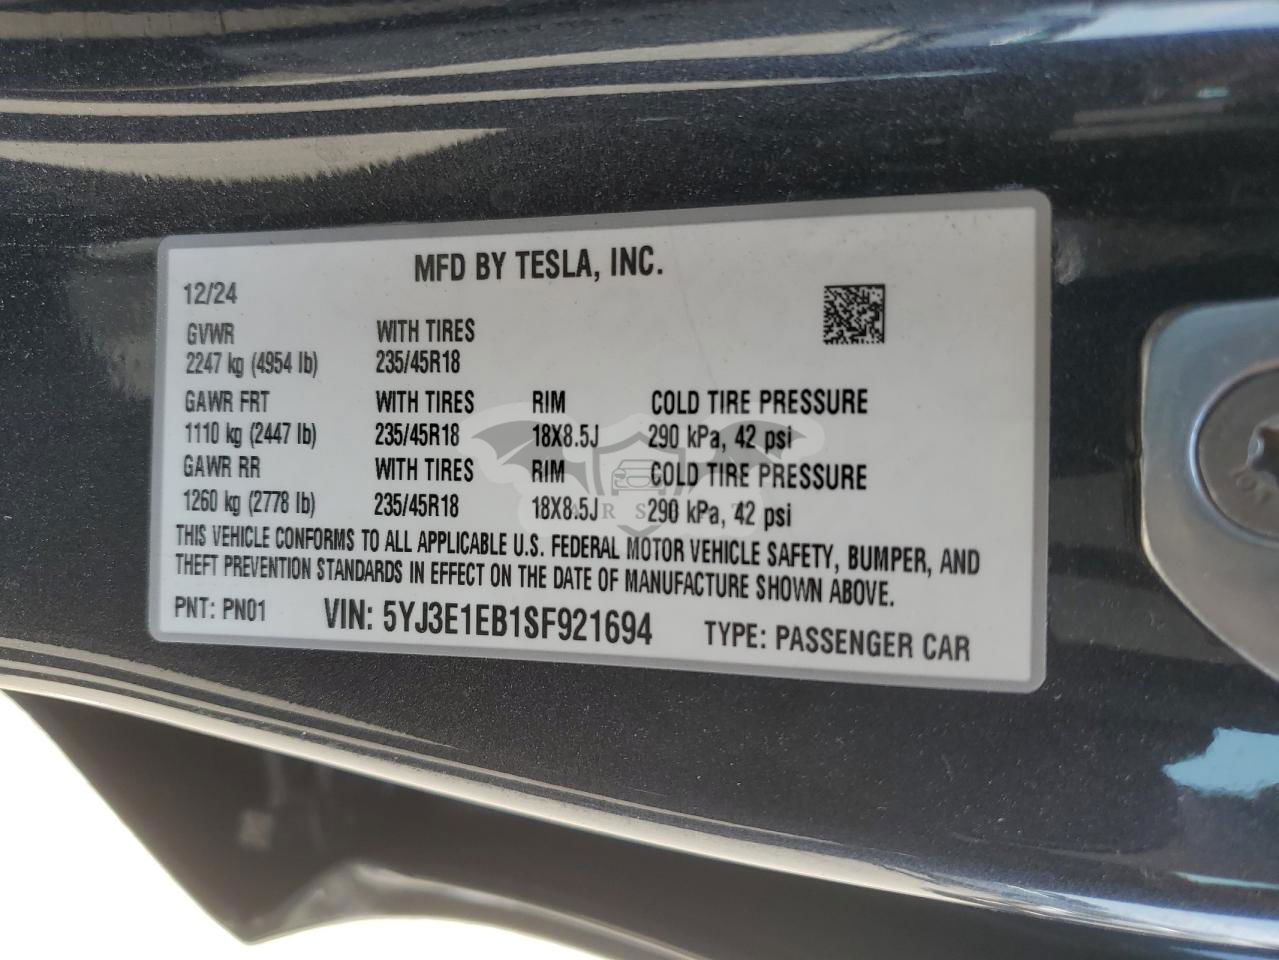 MFD BY TESLA, INC.
12/24
GVWR WITH TIRES
2247 kg (4954 lb) 235/45R18
GAWR FRT WITH TIRES RIM COLD TIRE PRESSURE
1110 kg (2447 lb) 235/45R18 18X8.5J 290 kPa, 42 psi
GAWR RR WITH TIRES RIM COLD TIRE PRESSURE
1260 kg (2778 lb) 235/45R18 18X8.5J 290 kPa, 42 psi
THIS VEHICLE CONFORMS TO ALL APPLICABLE U.S. FEDERAL MOTOR VEHICLE SAFETY, BUMPER, AND
THEFT PREVENTION STANDARDS IN EFFECT ON THE DATE OF MANUFACTURE SHOWN ABOVE.
PNT: PN01 VIN: 5YJ3E1EB1SF921694 TYPE: PASSENGER CAR